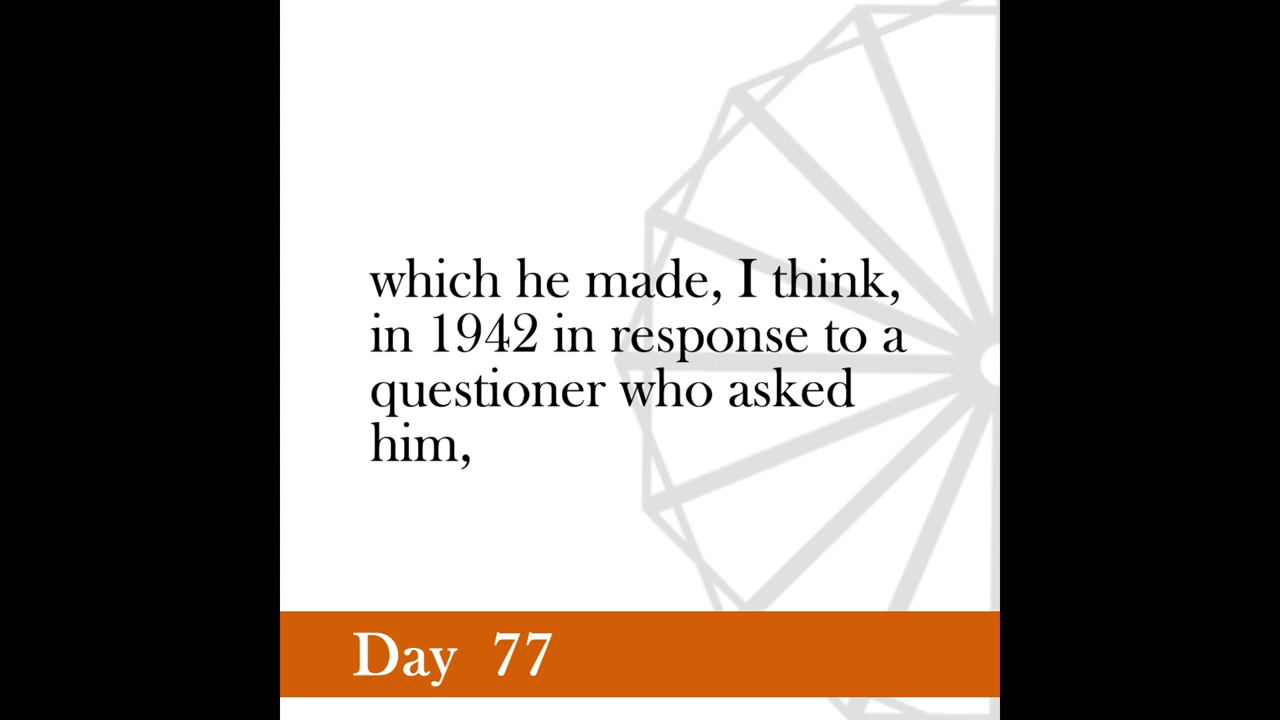 which he made, I think,
in 1942 in response to a
questioner who asked
him,
Day 77